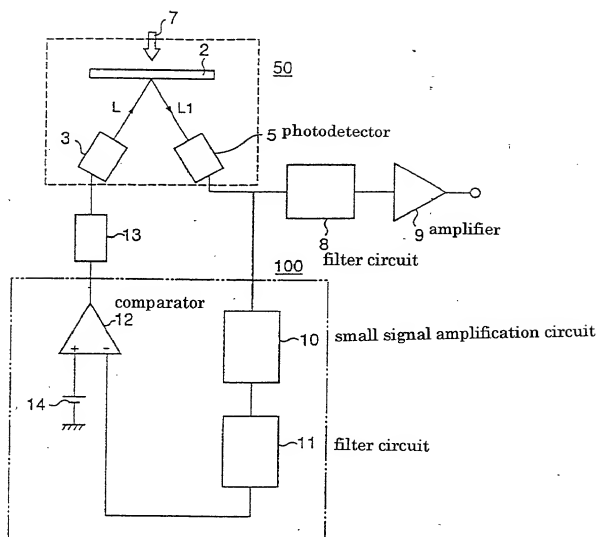 7
2
50
L
L1
3
5 photodetector
13
8
filter circuit
9 amplifier
100
comparator
12
+ -
14
10 small signal amplification circuit
11 filter circuit